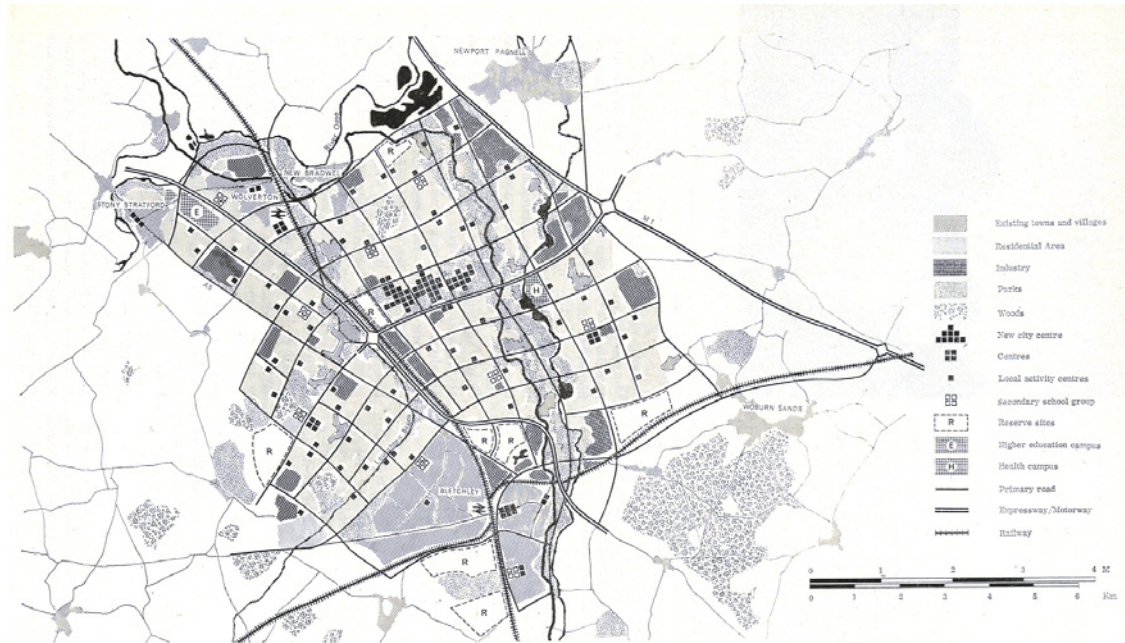 NEWPORT PAGNELL
River Ouse
R
NEW BRADWELL
WOLVERTON
STONY STRATFORD
E
M1
A5
H
R
R
R
R
R
WOBURN SANDS
BLETCHLEY
R
R
Existing towns and villages
Residential Area
Industry
Parks
Woods
New city centre
Centres
Local activity centres
Secondary school group
R Reserve sites
E Higher education campus
H Health campus
Primary road
Expressway/Motorway
Railway
0 1 2 3 4 M
0 1 2 3 4 5 6 Km